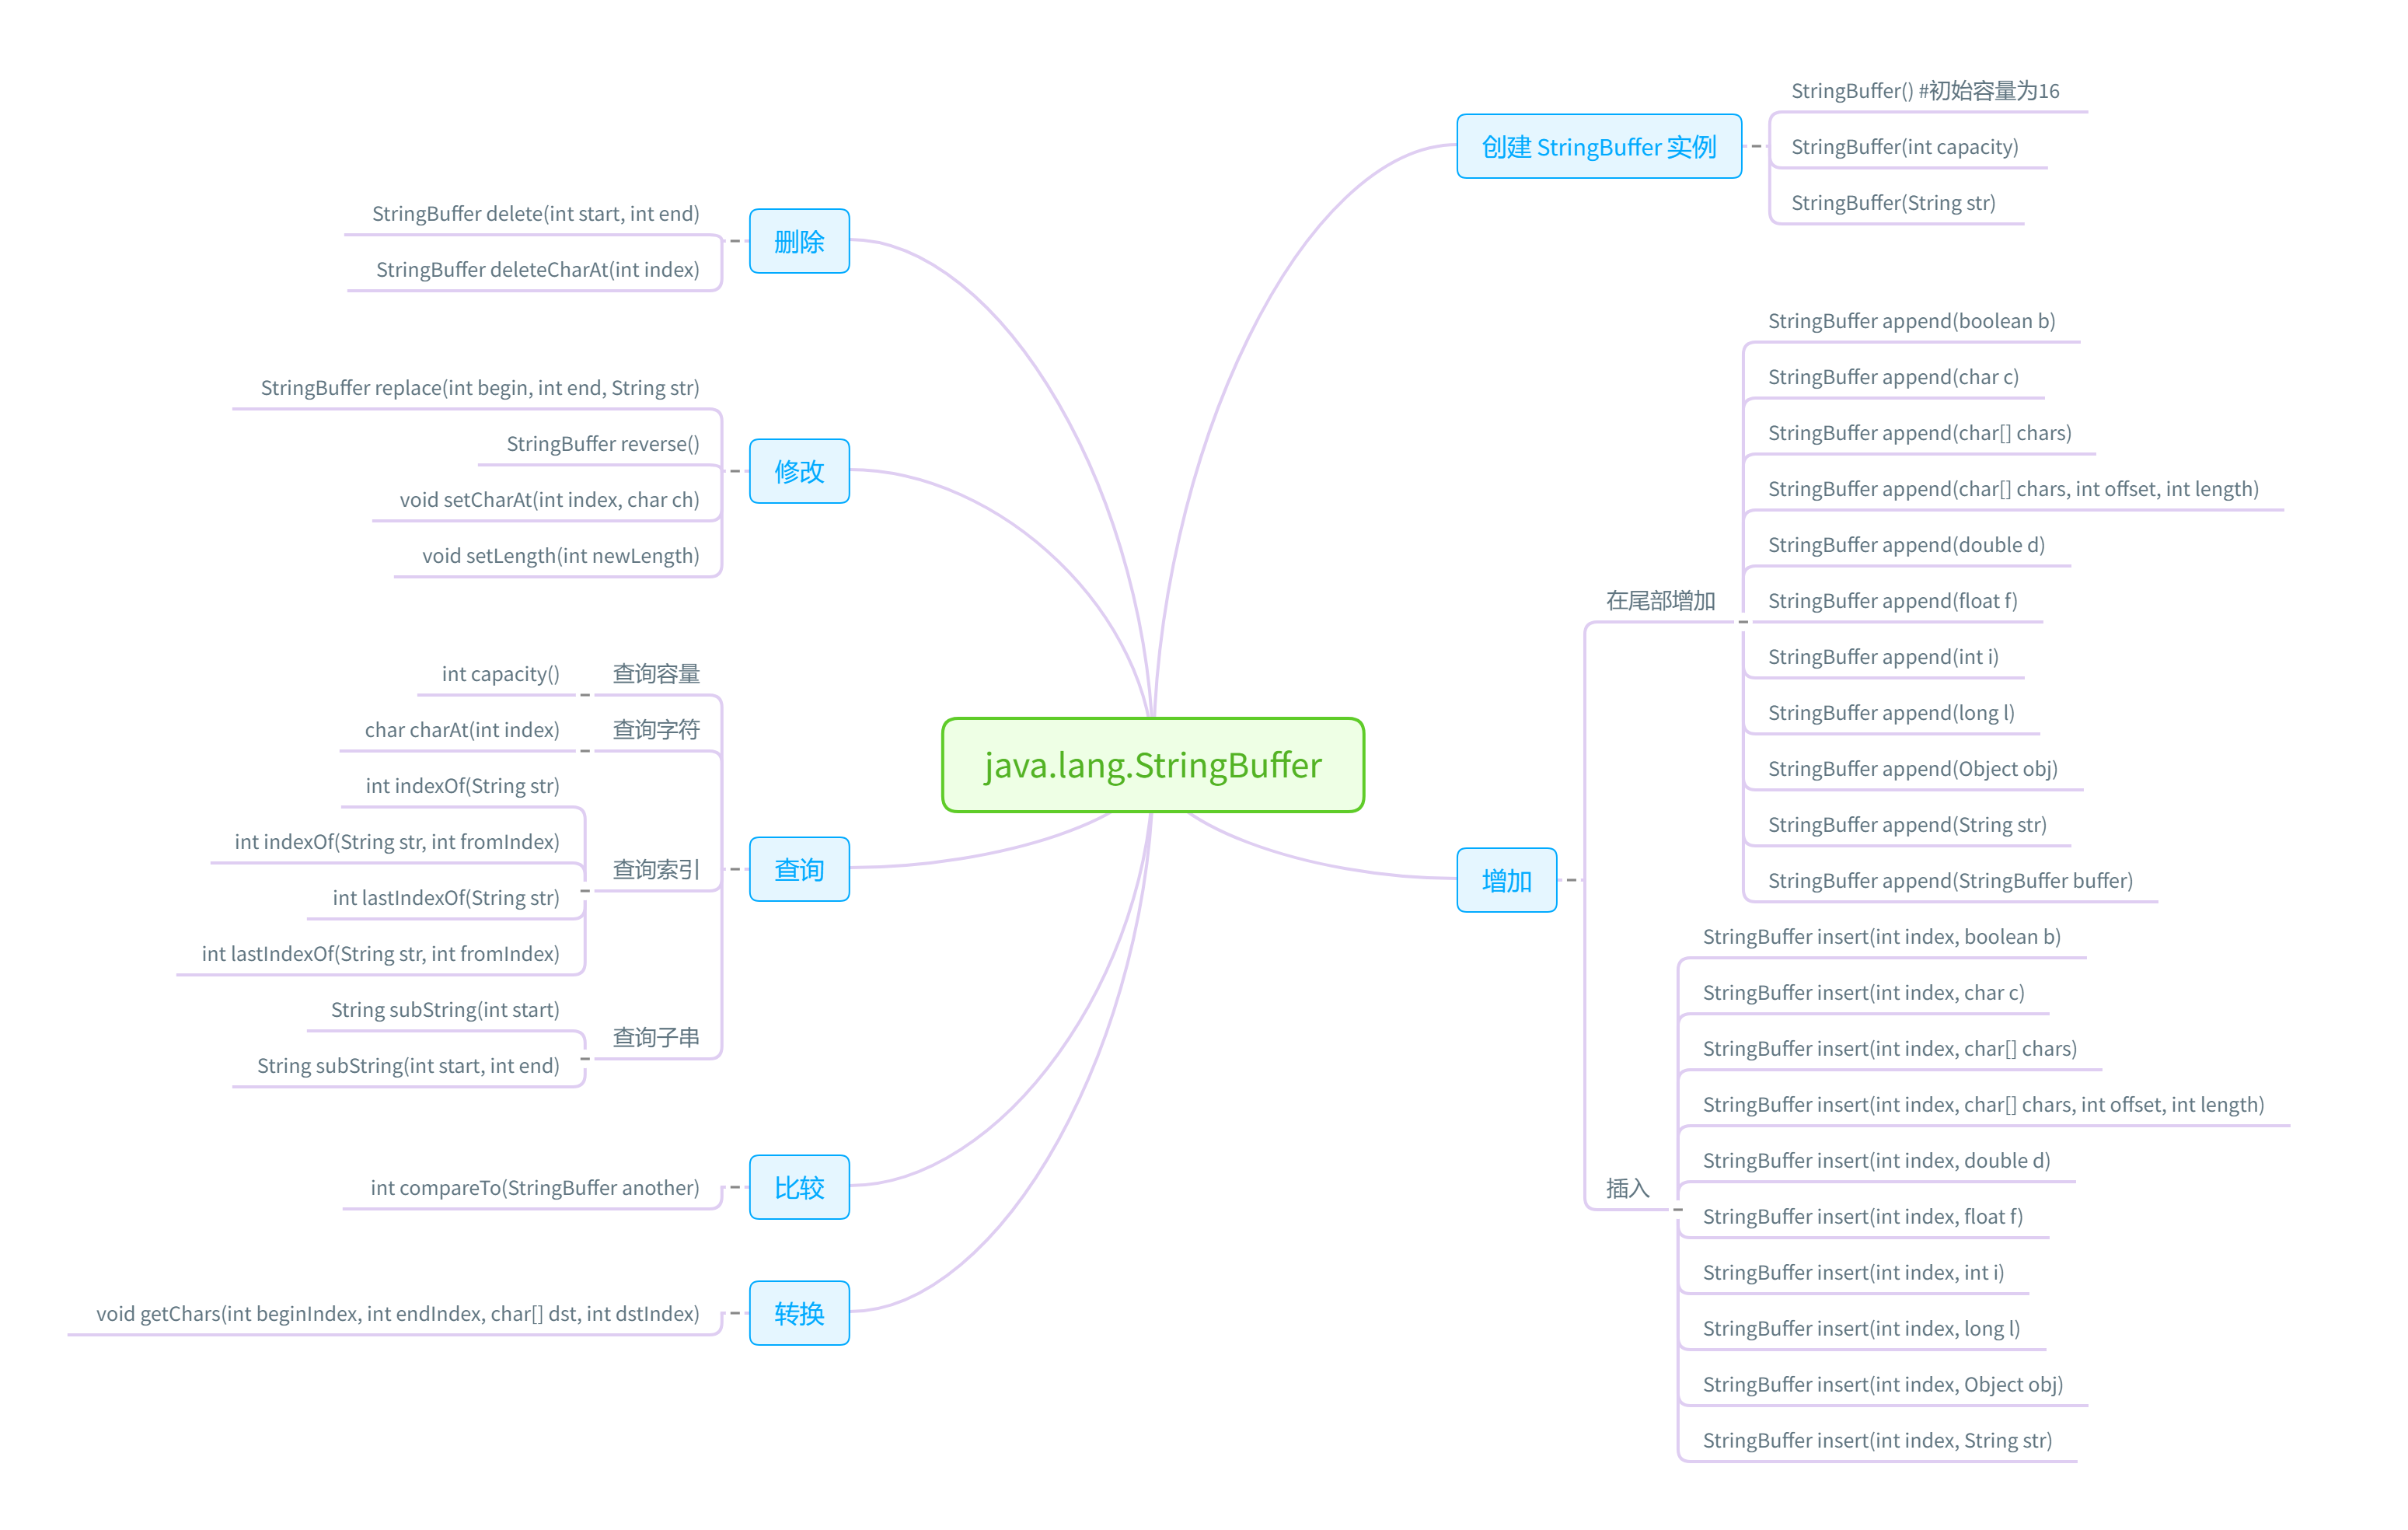 java.lang.StringBuffer
创建 StringBuffer 实例
StringBuffer() #初始容量为16
StringBuffer(int capacity)
StringBuffer(String str)
增加
在尾部增加
StringBuffer append(boolean b)
StringBuffer append(char c)
StringBuffer append(char[] chars)
StringBuffer append(char[] chars, int offset, int length)
StringBuffer append(double d)
StringBuffer append(float f)
StringBuffer append(int i)
StringBuffer append(long l)
StringBuffer append(Object obj)
StringBuffer append(String str)
StringBuffer append(StringBuffer buffer)
插入
StringBuffer insert(int index, boolean b)
StringBuffer insert(int index, char c)
StringBuffer insert(int index, char[] chars)
StringBuffer insert(int index, char[] chars, int offset, int length)
StringBuffer insert(int index, double d)
StringBuffer insert(int index, float f)
StringBuffer insert(int index, int i)
StringBuffer insert(int index, long l)
StringBuffer insert(int index, Object obj)
StringBuffer insert(int index, String str)
删除
StringBuffer delete(int start, int end)
StringBuffer deleteCharAt(int index)
修改
StringBuffer replace(int begin, int end, String str)
StringBuffer reverse()
void setCharAt(int index, char ch)
void setLength(int newLength)
查询
查询容量
int capacity()
查询字符
char charAt(int index)
查询索引
int indexOf(String str)
int indexOf(String str, int fromIndex)
int lastIndexOf(String str)
int lastIndexOf(String str, int fromIndex)
查询子串
String subString(int start)
String subString(int start, int end)
比较
int compareTo(StringBuffer another)
转换
void getChars(int beginIndex, int endIndex, char[] dst, int dstIndex)